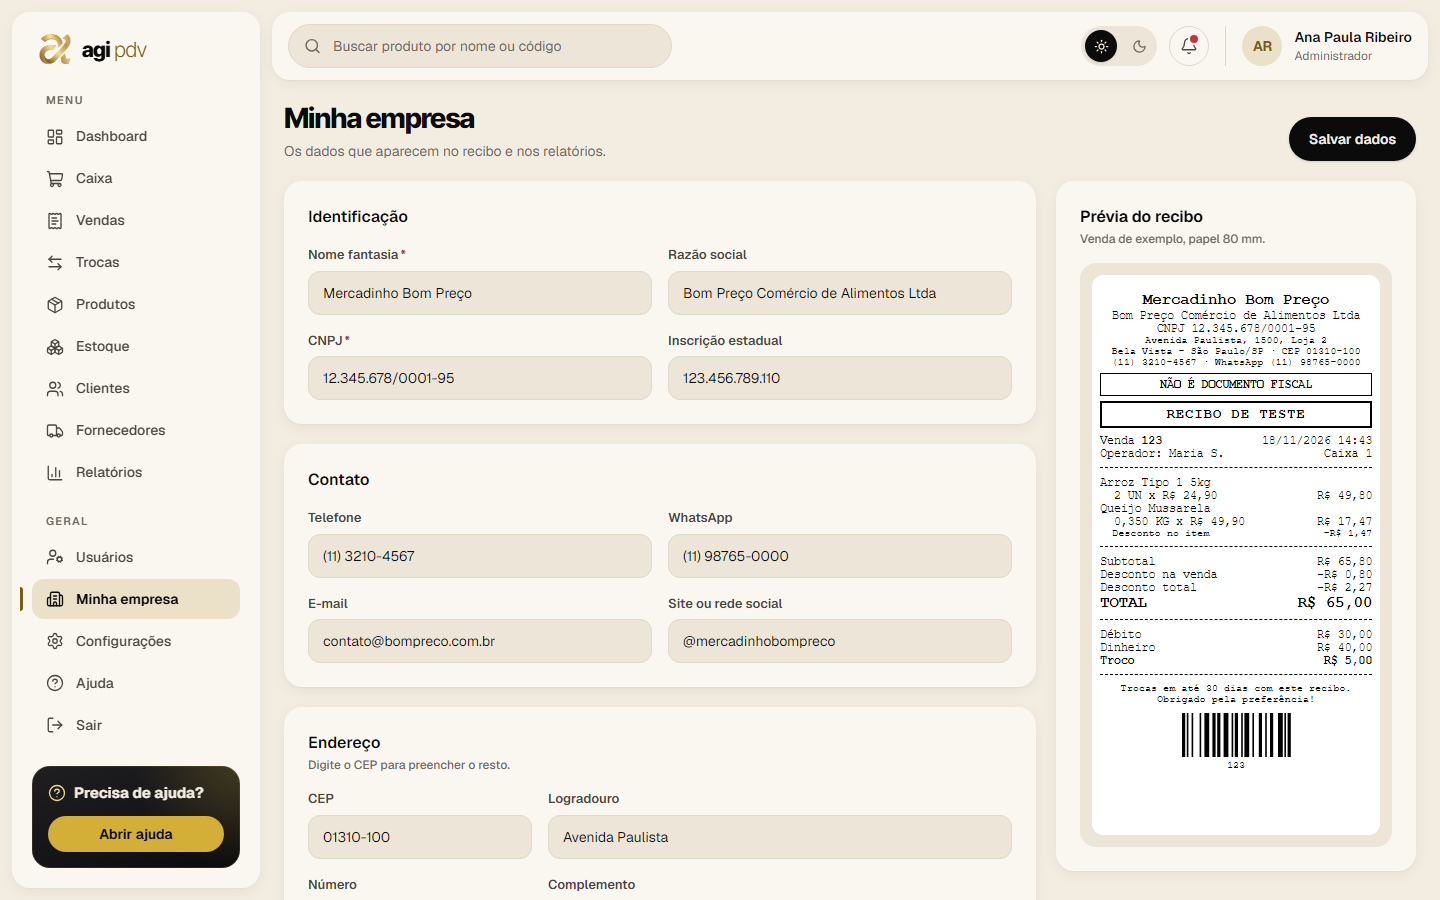 agi pdv
MENU
Dashboard
Caixa
Vendas
Trocas
Produtos
Estoque
Clientes
Fornecedores
Relatórios
GERAL
Usuários
Minha empresa
Configurações
Ajuda
Sair
Precisa de ajuda?
Abrir ajuda
Buscar produto por nome ou código
AR
Ana Paula Ribeiro
Administrador
Minha empresa
Os dados que aparecem no recibo e nos relatórios.
Salvar dados
Identificação
Nome fantasia * Razão social
Mercadinho Bom Preço Bom Preço Comércio de Alimentos Ltda
CNPJ * Inscrição estadual
12.345.678/0001-95 123.456.789.110
Contato
Telefone WhatsApp
(11) 3210-4567 (11) 98765-0000
E-mail Site ou rede social
contato@bompreco.com.br @mercadinhobompreco
Endereço
Digite o CEP para preencher o resto.
CEP Logradouro
01310-100 Avenida Paulista
Número Complemento
Prévia do recibo
Venda de exemplo, papel 80 mm.
Mercadinho Bom Preço
Bom Preço Comércio de Alimentos Ltda
CNPJ 12.345.678/0001-95
Avenida Paulista, 1500, Loja 2
Bela Vista - São Paulo/SP · CEP 01310-100
(11) 3210-4567 · WhatsApp (11) 98765-0000
NÃO É DOCUMENTO FISCAL
RECIBO DE TESTE
Venda 123 18/11/2026 14:43
Operador: Maria S. Caixa 1
Arroz Tipo 1 5kg
2 UN x R$ 24,90 R$ 49,80
Queijo Mussarela
0,350 KG x R$ 49,90 R$ 17,47
Desconto no item -R$ 1,47
Subtotal R$ 65,80
Desconto na venda -R$ 0,80
Desconto total -R$ 2,27
TOTAL R$ 65,00
Débito R$ 30,00
Dinheiro R$ 40,00
Troco R$ 5,00
Trocas em até 30 dias com este recibo.
Obrigado pela preferência!
123